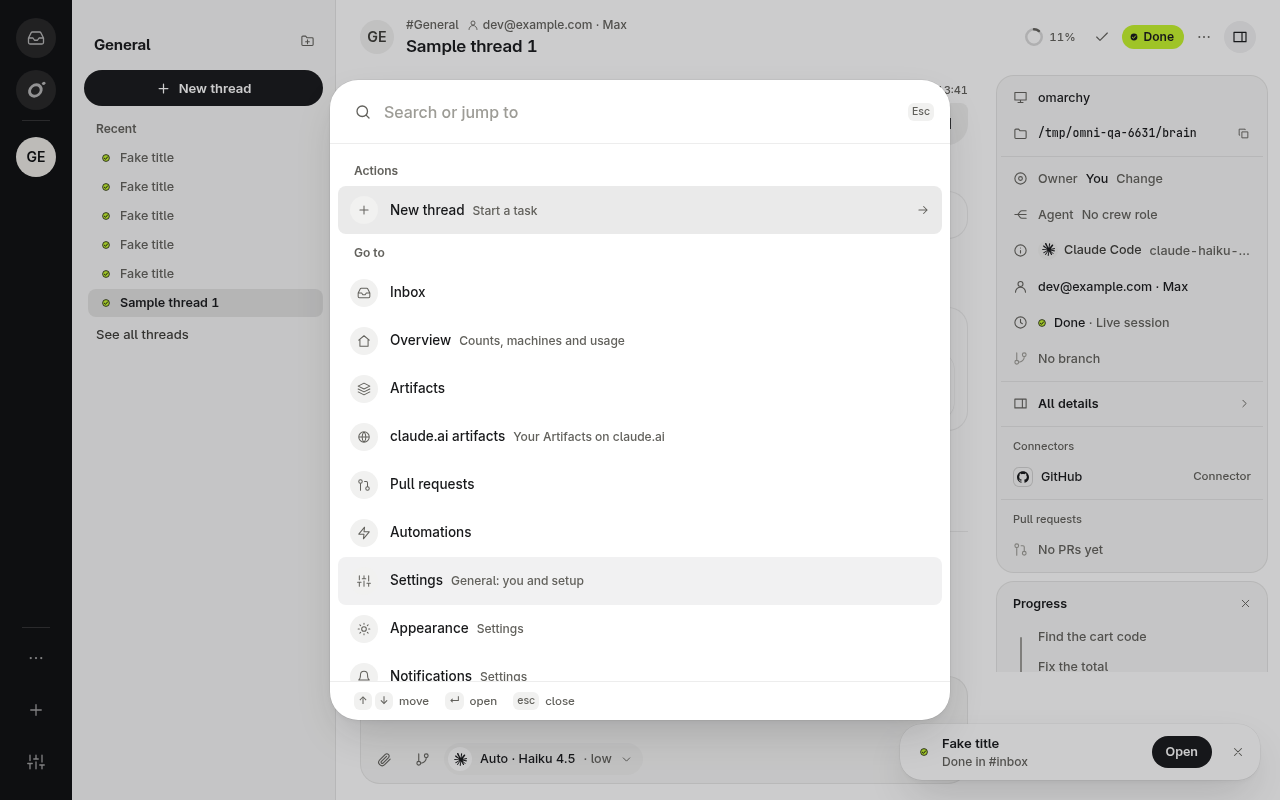 General
New thread
Recent
Fake title
Fake title
Fake title
Fake title
Fake title
Sample thread 1
See all threads
GE
GE
#General dev@example.com · Max
Sample thread 1
11%
Done
3:41
Search or jump to
Esc
Actions
New thread Start a task
Go to
Inbox
Overview Counts, machines and usage
Artifacts
claude.ai artifacts Your Artifacts on claude.ai
Pull requests
Automations
Settings General: you and setup
Appearance Settings
Notifications Settings
move open esc close
Auto · Haiku 4.5 · low
omarchy
/tmp/omni-qa-6631/brain
Owner You Change
Agent No crew role
Claude Code claude-haiku-...
dev@example.com · Max
Done · Live session
No branch
All details
Connectors
GitHub Connector
Pull requests
No PRs yet
Progress
Find the cart code
Fix the total
Fake title
Done in #inbox
Open